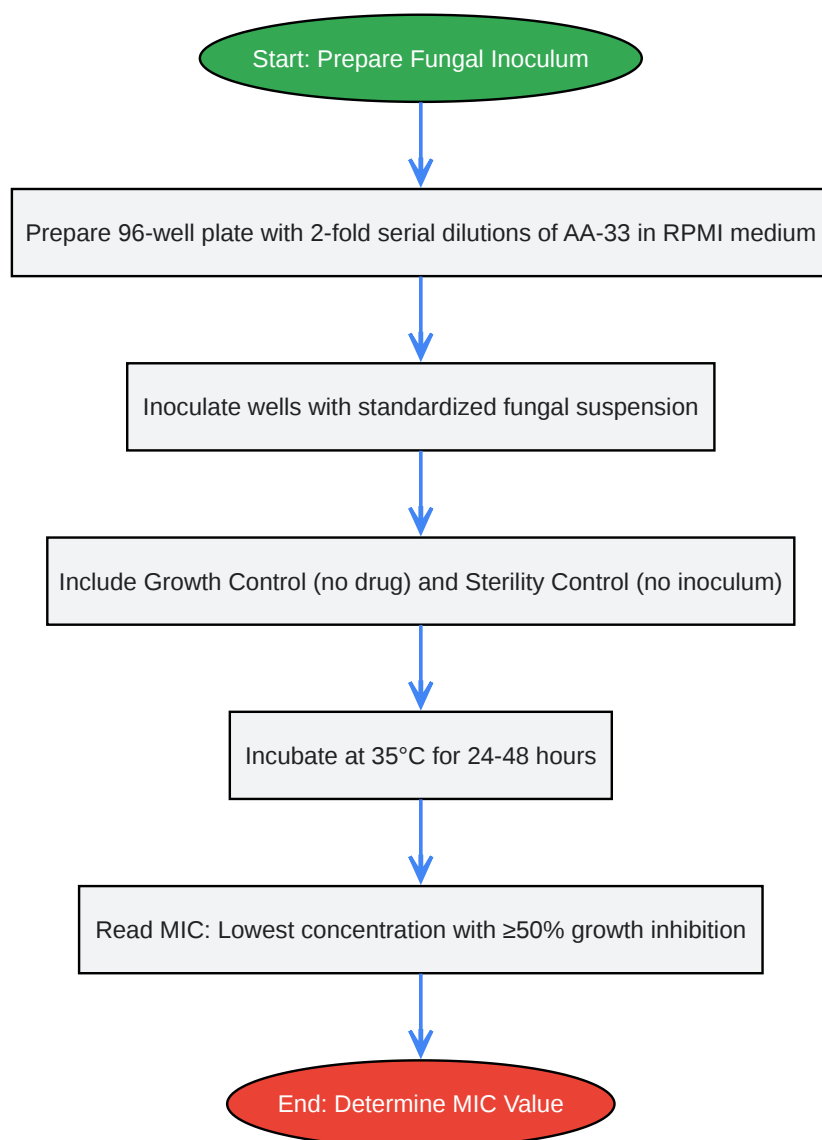 Start: Prepare Fungal Inoculum
Prepare 96-well plate with 2-fold serial dilutions of AA-33 in RPMI medium
Inoculate wells with standardized fungal suspension
Include Growth Control (no drug) and Sterility Control (no inoculum)
Incubate at 35°C for 24-48 hours
Read MIC: Lowest concentration with ≥50% growth inhibition
End: Determine MIC Value